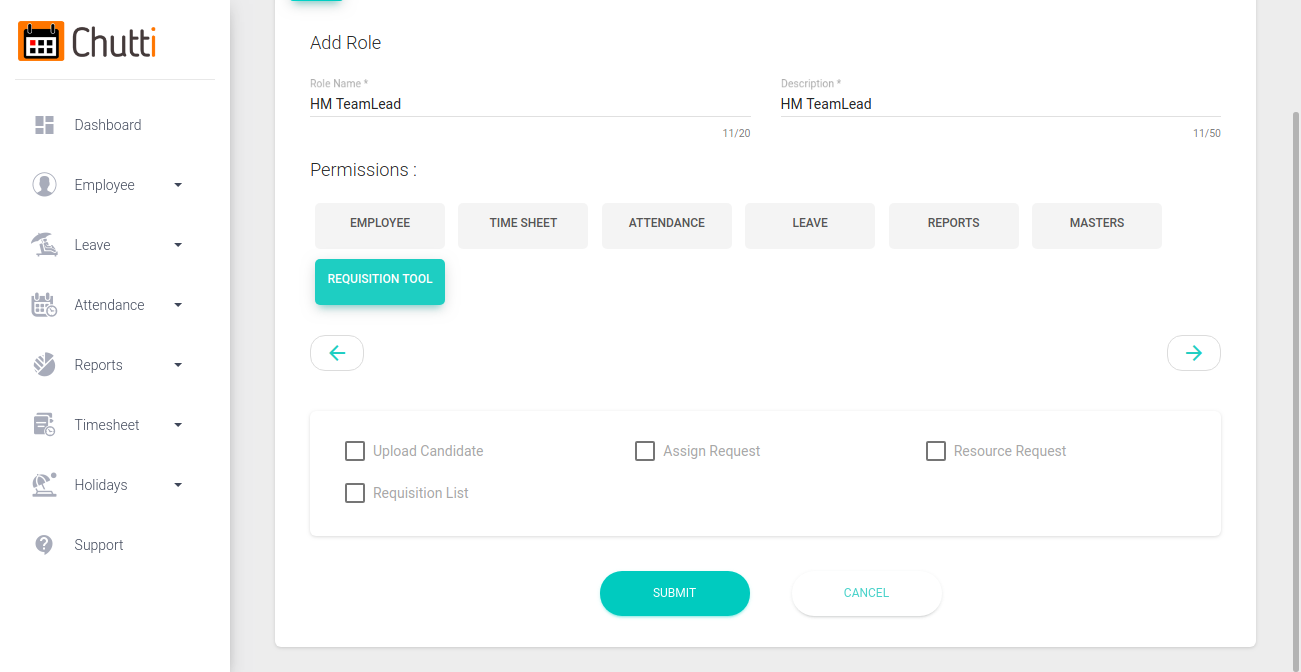 Chutti
Dashboard
Employee
Leave
Attendance
Reports
Timesheet
Holidays
Support
Add Role
Role Name * Description *
HM TeamLead HM TeamLead
11/20 11/50
Permissions :
EMPLOYEE TIME SHEET ATTENDANCE LEAVE REPORTS MASTERS
REQUISITION TOOL
Upload Candidate Assign Request Resource Request
Requisition List
SUBMIT CANCEL